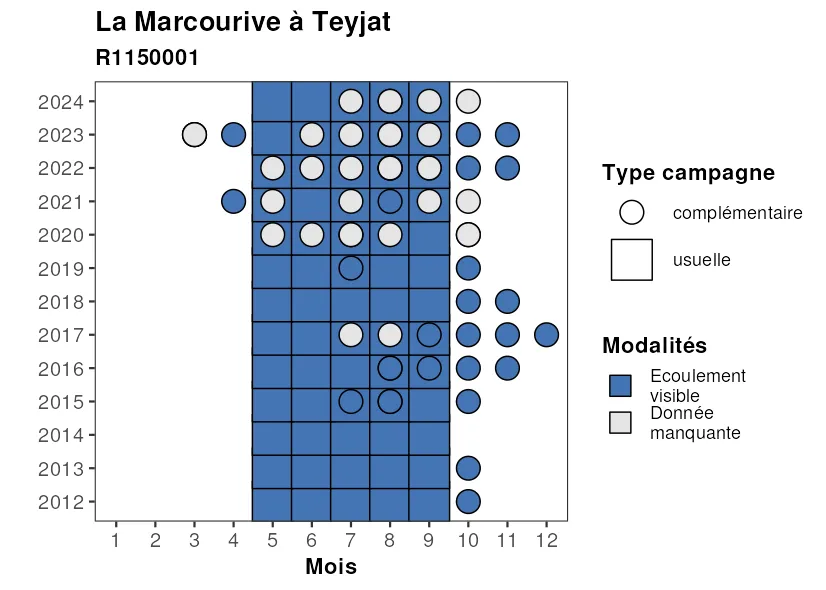 La Marcourive à Teyjat
R1150001
2024
2023
2022
2021
2020
2019
2018
2017
2016
2015
2014
2013
2012
1 2 3 4 5 6 7 8 9 10 11 12
Mois
Type campagne
complémentaire
usuelle
Modalités
Ecoulement
visible
Donnée
manquante